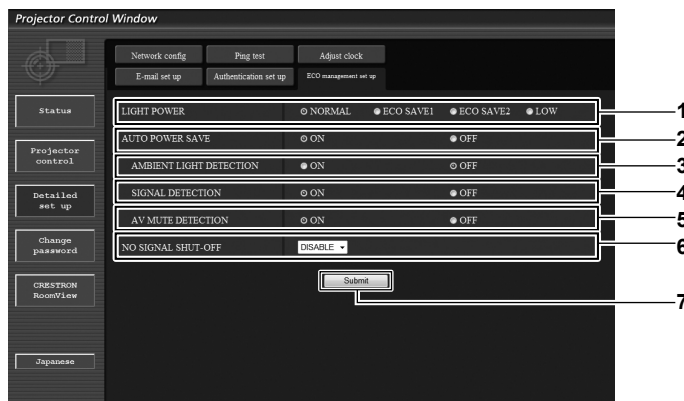 Projector Control Window
Network config
Ping test
Adjust clock
E-mail set up
Authentication set up
ECO management set up
Status
Projector
control
Detailed
set up
Change
password
CRESTRON
RoomView
Japanese
LIGHT POWER NORMAL ECO SAVE1 ECO SAVE2 LOW 1
AUTO POWER SAVE ON OFF 2
AMBIENT LIGHT DETECTION ON OFF 3
SIGNAL DETECTION ON OFF 4
AV MUTE DETECTION ON OFF 5
NO SIGNAL SHUT-OFF DISABLE 6
Submit 7